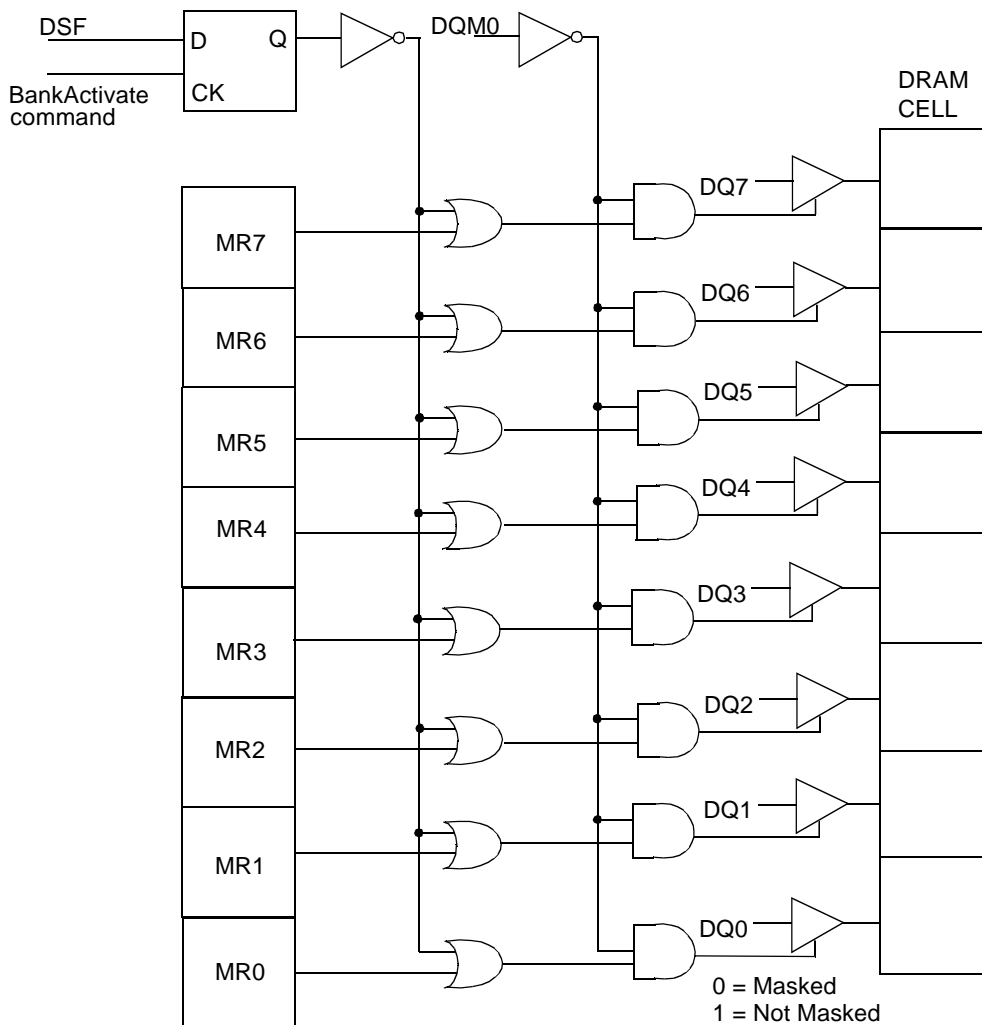 DSF
D
Q
CK
BankActivate
command
DQM0
DRAM
CELL
MR7
DQ7
MR6
DQ6
MR5
DQ5
MR4
DQ4
MR3
DQ3
MR2
DQ2
MR1
DQ1
MR0
DQ0
0 = Masked
1 = Not Masked